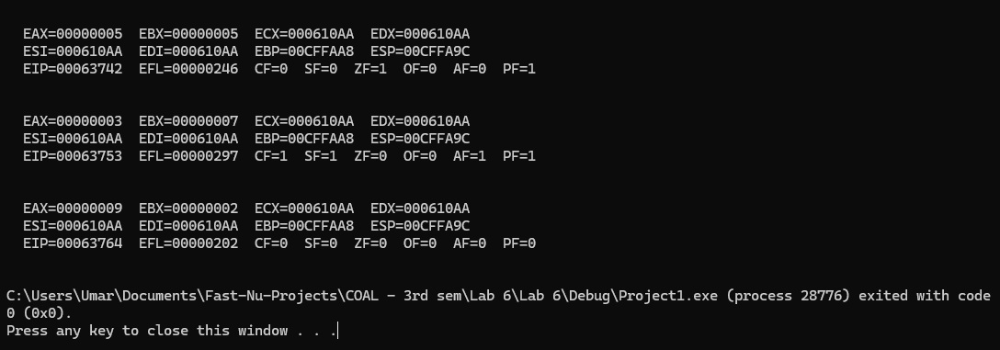 EAX=00000005  EBX=00000005  ECX=000610AA  EDX=000610AA
ESI=000610AA  EDI=000610AA  EBP=00CFFAA8  ESP=00CFFA9C
EIP=00063742  EFL=00000246  CF=0  SF=0  ZF=1  OF=0  AF=0  PF=1
EAX=00000003  EBX=00000007  ECX=000610AA  EDX=000610AA
ESI=000610AA  EDI=000610AA  EBP=00CFFAA8  ESP=00CFFA9C
EIP=00063753  EFL=00000297  CF=1  SF=1  ZF=0  OF=0  AF=1  PF=1
EAX=00000009  EBX=00000002  ECX=000610AA  EDX=000610AA
ESI=000610AA  EDI=000610AA  EBP=00CFFAA8  ESP=00CFFA9C
EIP=00063764  EFL=00000202  CF=0  SF=0  ZF=0  OF=0  AF=0  PF=0
C:\Users\Umar\Documents\Fast-Nu-Projects\COAL - 3rd sem\Lab 6\Lab 6\Debug\Project1.exe (process 28776) exited with code
0 (0x0).
Press any key to close this window . . .